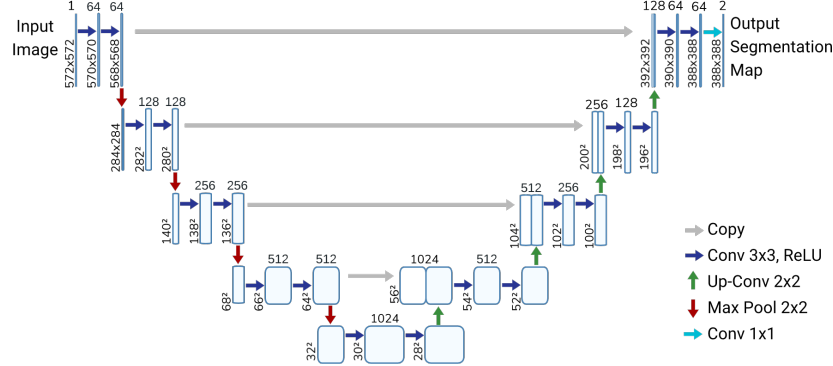 1 64 64
128 64 64 2
Input
Image
Output
Segmentation
Map
572x572
570x570
568x568
392x392
390x390
388x388
388x388
128 128
256 128
284x284
282²
280²
200²
198²
196²
256 256
512 256
140²
138²
136²
104²
102²
100²
512 512
1024 512
68²
66²
64²
56²
54²
52²
1024
32²
30²
28²
Copy
Conv 3x3, ReLU
Up-Conv 2x2
Max Pool 2x2
Conv 1x1